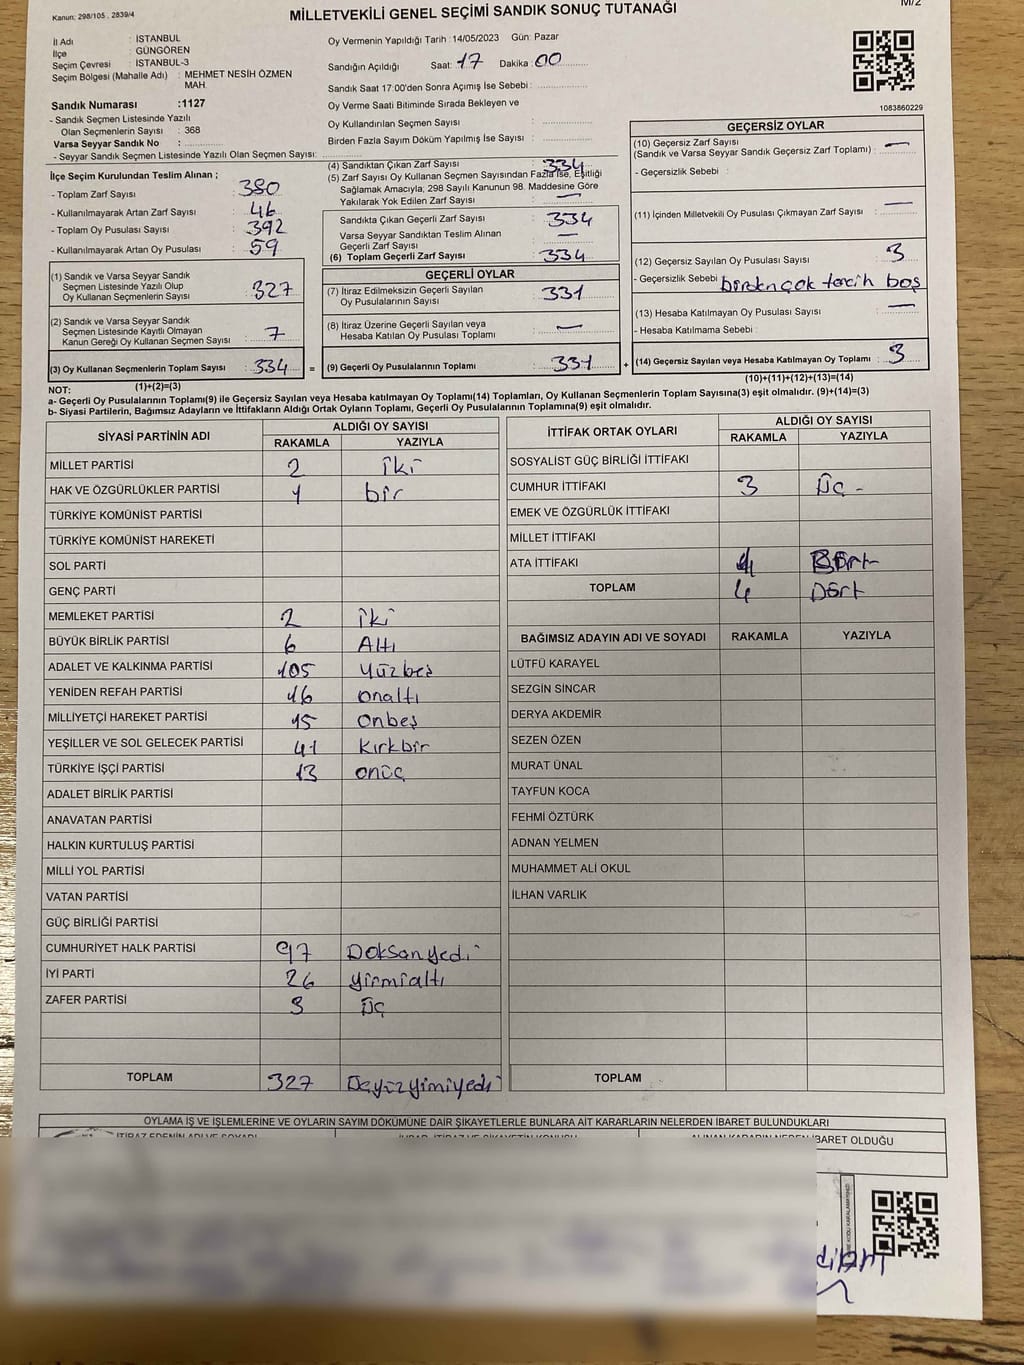 Kanun: 298/105 . 2839/4
MİLLETVEKİLİ GENEL SEÇİMİ SANDIK SONUÇ TUTANAĞI
M/2
İl Adı : İSTANBUL
İlçe : GÜNGÖREN
Seçim Çevresi : İSTANBUL-3
Seçim Bölgesi (Mahalle Adı) : MEHMET NESİH ÖZMEN MAH.
Sandık Numarası :1127
- Sandık Seçmen Listesinde Yazılı
Olan Seçmenlerin Sayısı : 368
Varsa Seyyar Sandık No :
- Seyyar Sandık Seçmen Listesinde Yazılı Olan Seçmen Sayısı:
Oy Vermenin Yapıldığı Tarih : 14/05/2023 Gün: Pazar
Sandığın Açıldığı Saat: 17 Dakika : 00
Sandık Saat 17:00'den Sonra Açımış İse Sebebi :
Oy Verme Saati Bitiminde Sırada Bekleyen ve
Oy Kullandırılan Seçmen Sayısı :
Birden Fazla Sayım Döküm Yapılmış İse Sayısı :
1083860229
İlçe Seçim Kurulundan Teslim Alınan ;
- Toplam Zarf Sayısı : 380
- Kullanılmayarak Artan Zarf Sayısı : 46
- Toplam Oy Pusulası Sayısı : 392
- Kullanılmayarak Artan Oy Pusulası : 59
(1) Sandık ve Varsa Seyyar Sandık
Seçmen Listesinde Yazılı Olup
Oy Kullanan Seçmenlerin Sayısı : 327
(2) Sandık ve Varsa Seyyar Sandık
Seçmen Listesinde Kayıtlı Olmayan
Kanun Gereği Oy Kullanan Seçmen Sayısı : 7
(3) Oy Kullanan Seçmenlerin Toplam Sayısı : 334 =
(1)+(2)=(3)
(4) Sandıktan Çıkan Zarf Sayısı : 334
(5) Zarf Sayısı Oy Kullanan Seçmen Sayısından Fazla İse, Eşitliği
Sağlamak Amacıyla; 298 Sayılı Kanunun 98. Maddesine Göre
Yakılarak Yok Edilen Zarf Sayısı : —
Sandıkta Çıkan Geçerli Zarf Sayısı : 334
Varsa Seyyar Sandıktan Teslim Alınan
Geçerli Zarf Sayısı : —
(6) Toplam Geçerli Zarf Sayısı : 334
GEÇERLİ OYLAR
(7) İtiraz Edilmeksizin Geçerli Sayılan
Oy Pusulalarının Sayısı : 331
(8) İtiraz Üzerine Geçerli Sayılan veya
Hesaba Katılan Oy Pusulası Toplamı : —
(9) Geçerli Oy Pusulalarının Toplamı : 331 +
GEÇERSİZ OYLAR
(10) Geçersiz Zarf Sayısı
(Sandık ve Varsa Seyyar Sandık Geçersiz Zarf Toplamı) : —
- Geçersizlik Sebebi :
(11) İçinden Milletvekili Oy Pusulası Çıkmayan Zarf Sayısı : —
(12) Geçersiz Sayılan Oy Pusulası Sayısı : 3
- Geçersizlik Sebebi : tercih boş
(13) Hesaba Katılmayan Oy Pusulası Sayısı : —
- Hesaba Katılmama Sebebi :
(14) Geçersiz Sayılan veya Hesaba Katılmayan Oy Toplamı : 3
(10)+(11)+(12)+(13)=(14)
NOT:
a- Geçerli Oy Pusulalarının Toplamı(9) ile Geçersiz Sayılan veya Hesaba katılmayan Oy Toplamı(14) Toplamları, Oy Kullanan Seçmenlerin Toplam Sayısına(3) eşit olmalıdır. (9)+(14)=(3)
b- Siyasi Partilerin, Bağımsız Adayların ve İttifakların Aldığı Ortak Oyların Toplamı, Geçerli Oy Pusulalarının Toplamına(9) eşit olmalıdır.
SİYASİ PARTİNİN ADI ALDIĞI OY SAYISI
RAKAMLA YAZIYLA
MİLLET PARTİSİ 2 iki
HAK VE ÖZGÜRLÜKLER PARTİSİ 1 bir
TÜRKİYE KOMÜNİST PARTİSİ
TÜRKİYE KOMÜNİST HAREKETİ
SOL PARTİ
GENÇ PARTİ
MEMLEKET PARTİSİ 2 iki
BÜYÜK BİRLİK PARTİSİ 6 Altı
ADALET VE KALKINMA PARTİSİ 105 Yüzbeş
YENİDEN REFAH PARTİSİ 16 onaltı
MİLLİYETÇİ HAREKET PARTİSİ 15 onbeş
YEŞİLLER VE SOL GELECEK PARTİSİ 41 kırkbir
TÜRKİYE İŞÇİ PARTİSİ 13 onüç
ADALET BİRLİK PARTİSİ
ANAVATAN PARTİSİ
HALKIN KURTULUŞ PARTİSİ
MİLLİ YOL PARTİSİ
VATAN PARTİSİ
GÜÇ BİRLİĞİ PARTİSİ
CUMHURİYET HALK PARTİSİ 97 Doksanyedi
İYİ PARTİ 26 yirmialtı
ZAFER PARTİSİ 3 Üç
TOPLAM 327
İTTİFAK ORTAK OYLARI ALDIĞI OY SAYISI
RAKAMLA YAZIYLA
SOSYALİST GÜÇ BİRLİĞİ İTTİFAKI
CUMHUR İTTİFAKI 3 Üç -
EMEK VE ÖZGÜRLÜK İTTİFAKI
MİLLET İTTİFAKI
ATA İTTİFAKI
TOPLAM 4 Dört
BAĞIMSIZ ADAYIN ADI VE SOYADI RAKAMLA YAZIYLA
LÜTFÜ KARAYEL
SEZGİN SİNCAR
DERYA AKDEMİR
SEZEN ÖZEN
MURAT ÜNAL
TAYFUN KOCA
FEHMİ ÖZTÜRK
ADNAN YELMEN
MUHAMMET ALİ OKUL
İLHAN VARLIK
TOPLAM
OYLAMA İŞ VE İŞLEMLERİNE VE OYLARIN SAYIM DÖKÜMÜNE DAİR ŞİKAYETLERLE BUNLARA AİT KARARLARIN NELERDEN İBARET BULUNDUKLARI
İBARET OLDUĞU